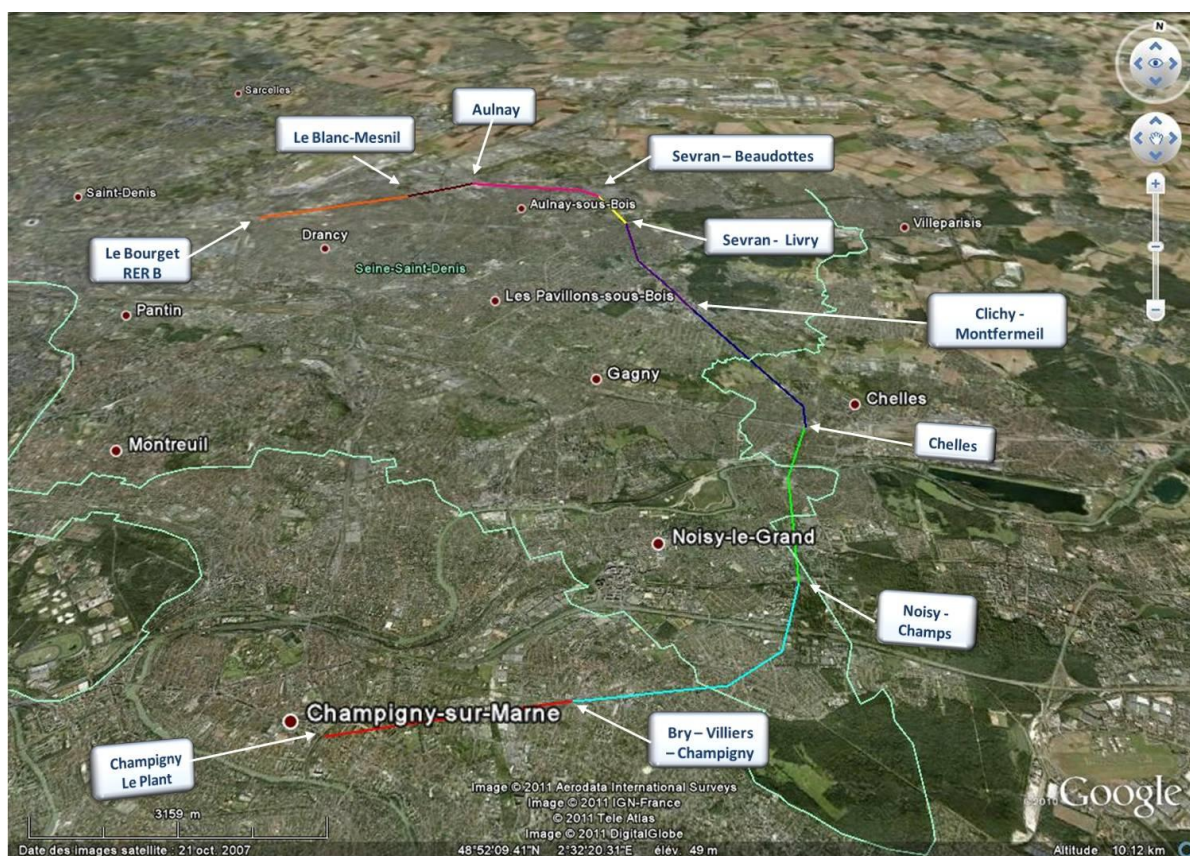 N
Sarcelles
Aulnay
Le Blanc-Mesnil
Sevran – Beaudottes
Saint-Denis
Aulnay-sous-Bois
Villeparisis
Sevran - Livry
Drancy
Le Bourget
RER B
Seine-Saint-Denis
Les Pavillons-sous-Bois
Pantin
Clichy -
Montfermeil
Gagny
Chelles
Montreuil
Chelles
Noisy-le-Grand
Noisy -
Champs
Champigny-sur-Marne
Bry – Villiers
– Champigny
Champigny
Le Plant
Image © 2011 Aerodata International Surveys
Image © 2011 IGN-France
© 2011 Tele Atlas
Image © 2011 DigitalGlobe
©2010 Google
3159 m
Date des images satellite : 21 oct. 2007
48°52'09.41"N 2°32'20.31"E élév. 49 m
Altitude 10.12 km